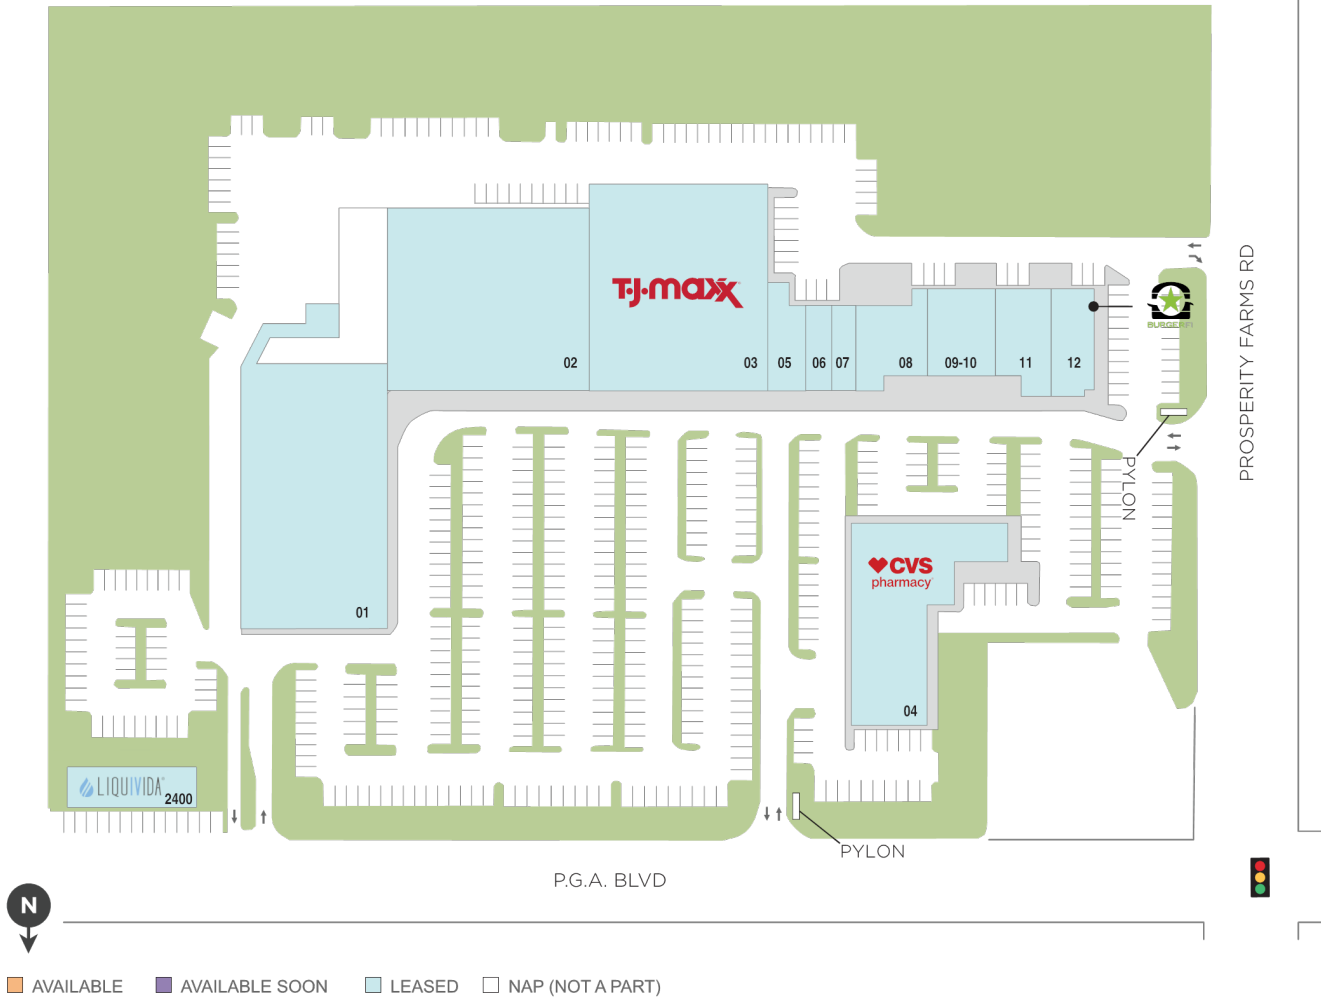 T.J.maxx
PROSPERITY FARMS RD
BURGERFI
02
03
05
06
07
08
09-10
11
12
PYLON
CVS
pharmacy
01
04
LIQUIVIDA
2400
PYLON
P.G.A. BLVD
N
AVAILABLE
AVAILABLE SOON
LEASED
NAP (NOT A PART)